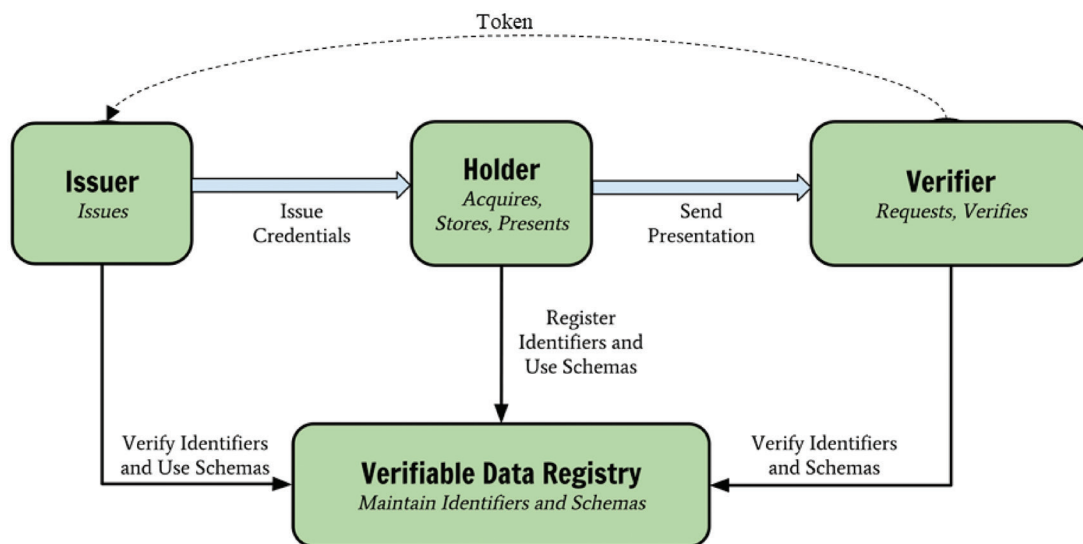 Token
Issuer
Issues
Issue
Credentials
Holder
Acquires,
Stores, Presents
Send
Presentation
Verifier
Requests, Verifies
Register
Identifiers and
Use Schemas
Verify Identifiers
and Use Schemas
Verifiable Data Registry
Maintain Identifiers and Schemas
Verify Identifiers
and Schemas